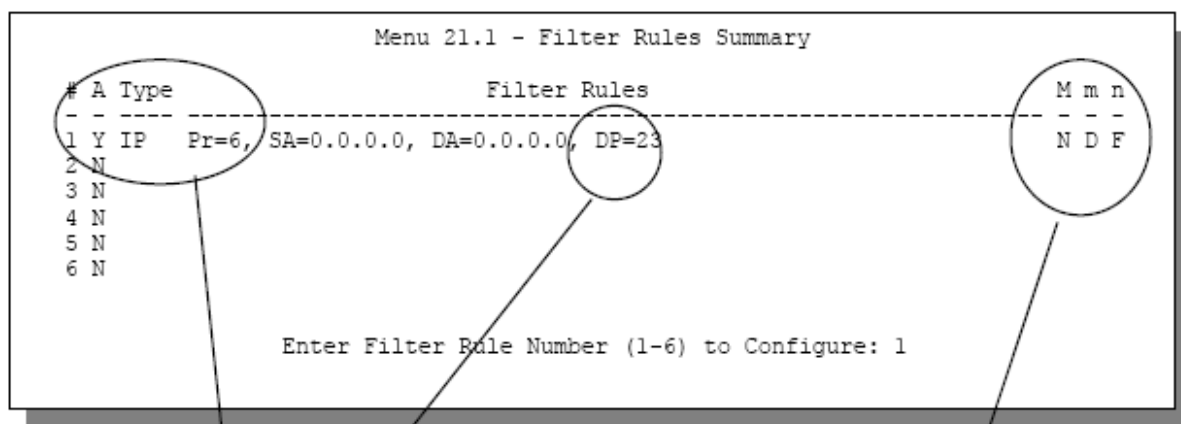 Menu 21.1 - Filter Rules Summary
# A Type Filter Rules M m n
- - ---- --------------------------------------------------------------- - - -
1 Y IP Pr=6, SA=0.0.0.0, DA=0.0.0.0, DP=23 N D F
2 N
3 N
4 N
5 N
6 N
Enter Filter Rule Number (1-6) to Configure: 1